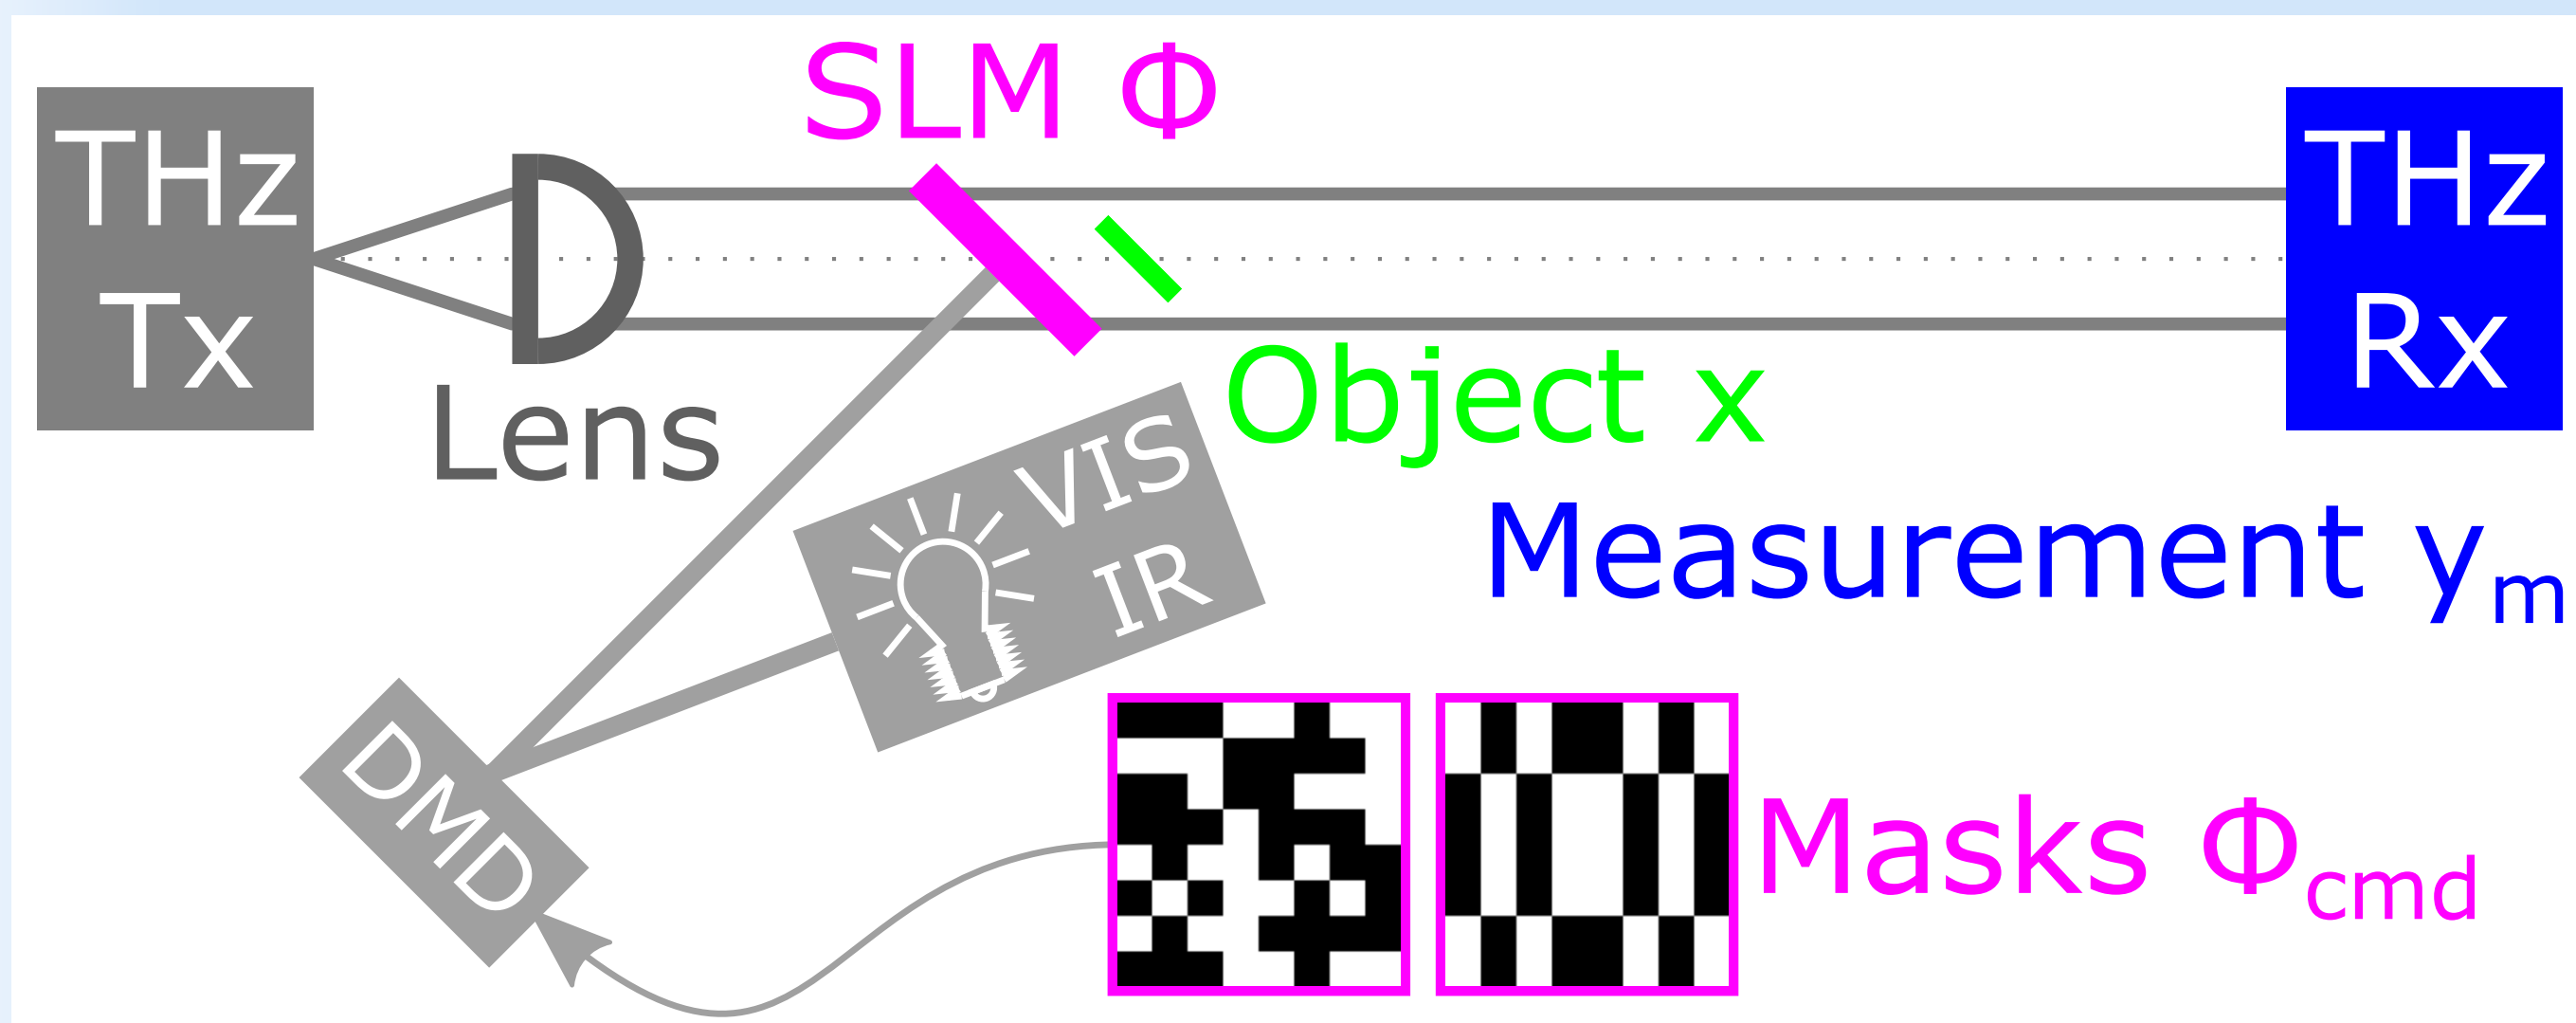 SLM Φ
THz
Tx
THz
Rx
Lens
Object x
VIS
IR
Measurement yₘ
DMD
Masks Φcmd